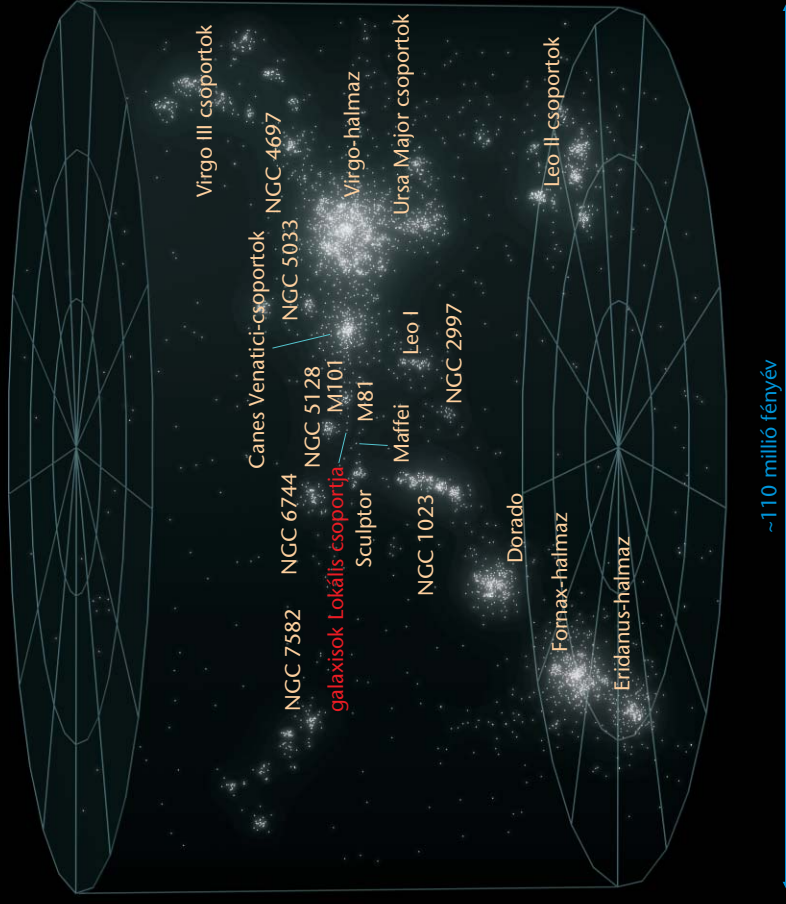 Virgo III csoportok
NGC 4697
Virgo-halmaz
Ursa Major csoportok
Leo II csoportok
Canes Venatici-csoportok
NGC 5033
NGC 5128
M101
M81
Leo I
NGC 2997
Maffei
NGC 6744
galaxisok Lokális csoportja
Sculptor
NGC 1023
Dorado
NGC 7582
Fornax-halmaz
Eridanus-halmaz
~110 millió fényév